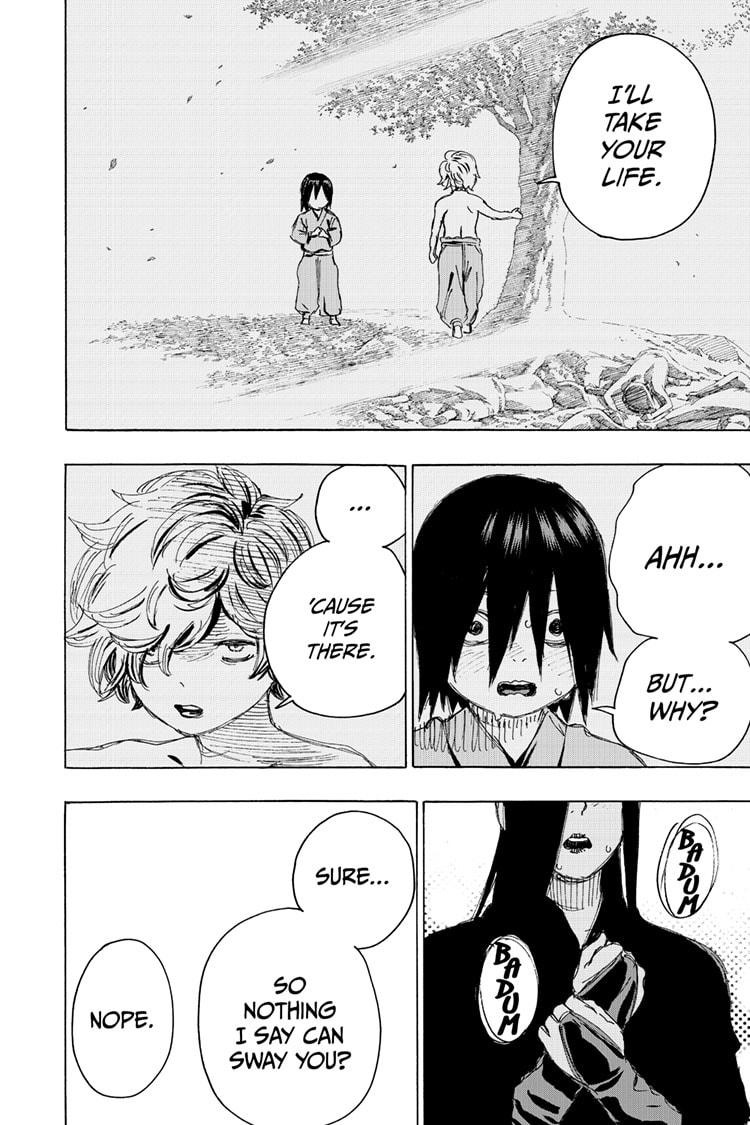 I'LL
TAKE
YOUR
LIFE.
AHH...
BUT...
WHY?
...
'CAUSE
IT'S
THERE.
BADUM
BADUM
SURE...
SO
NOTHING
I SAY CAN
SWAY YOU?
NOPE.